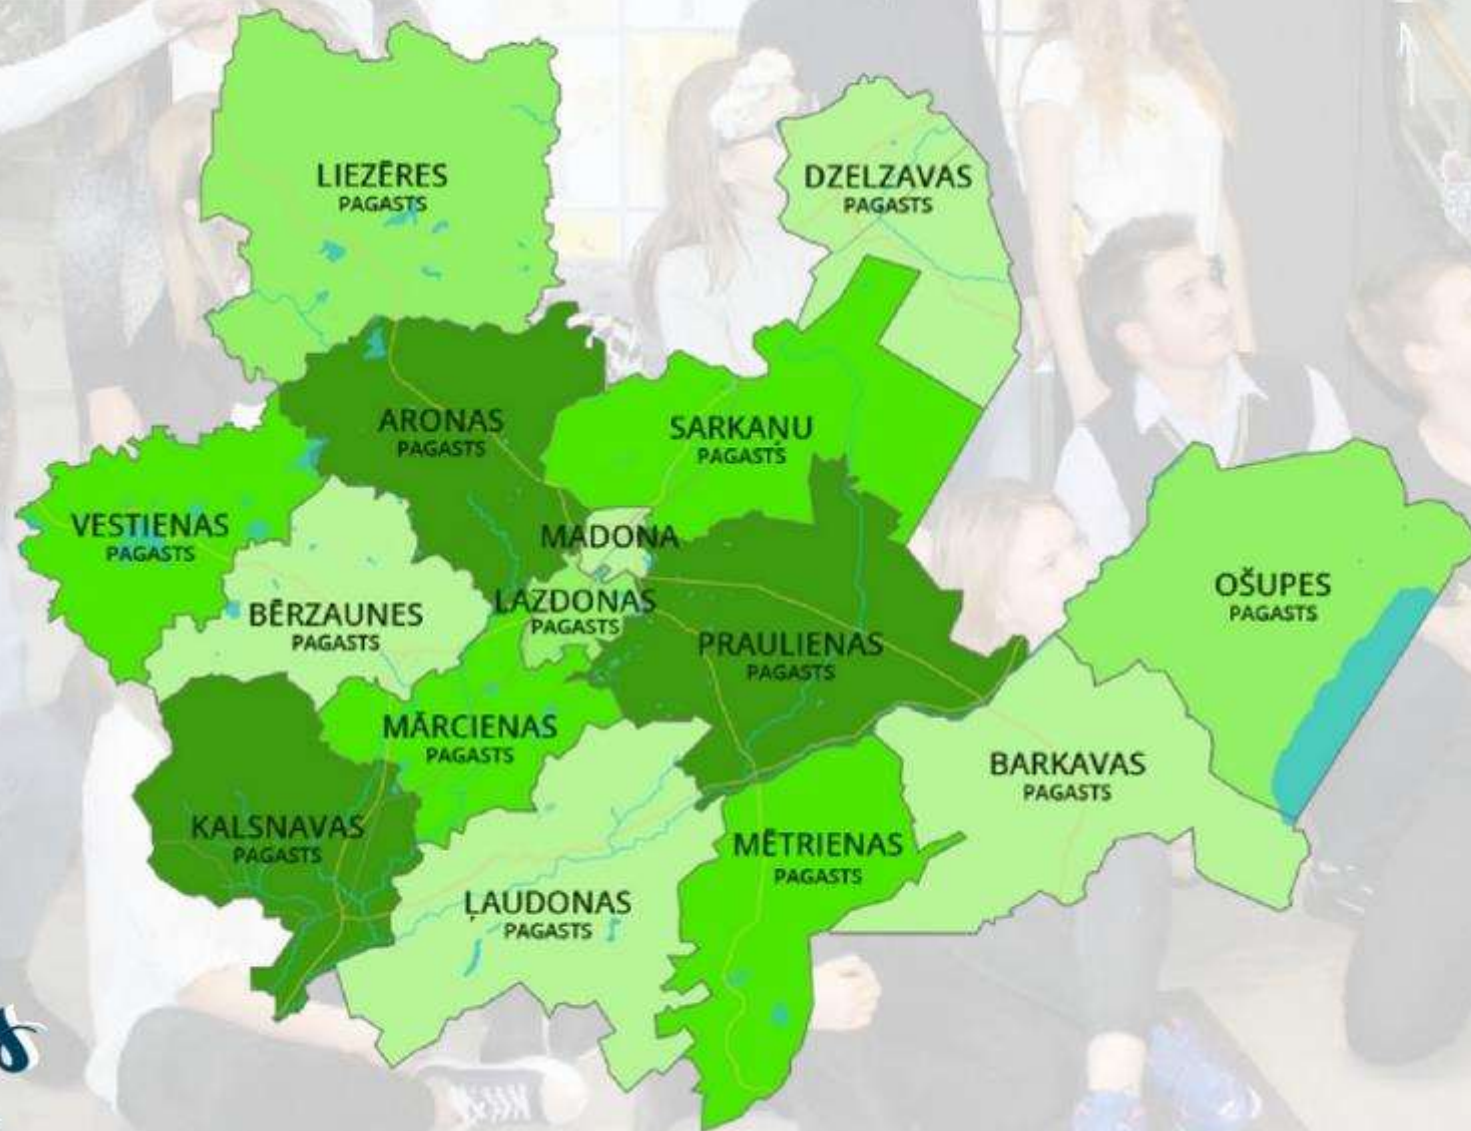 LIEZĒRES
PAGASTS
DZELZAVAS
PAGASTS
ARONAS
PAGASTS
SARKAŅU
PAGASTS
VESTIENAS
PAGASTS
MADONA
BĒRZAUNES
PAGASTS
LAZDONAS
PAGASTS
OŠUPES
PAGASTS
PRAULIENAS
PAGASTS
MĀRCIENAS
PAGASTS
BARKAVAS
PAGASTS
KALSNAVAS
PAGASTS
MĒTRIENAS
PAGASTS
ĻAUDONAS
PAGASTS
s